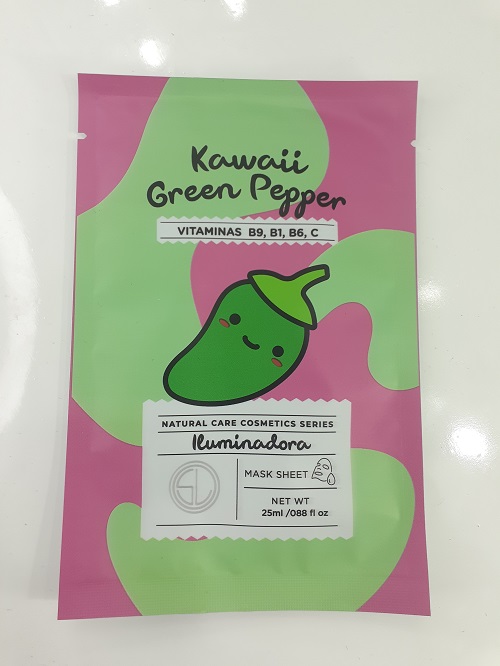 Kawaii
Green Pepper
VITAMINAS B9, B1, B6, C
NATURAL CARE COSMETICS SERIES
Iluminadora
MASK SHEET
NET WT
25ml /088 fl oz